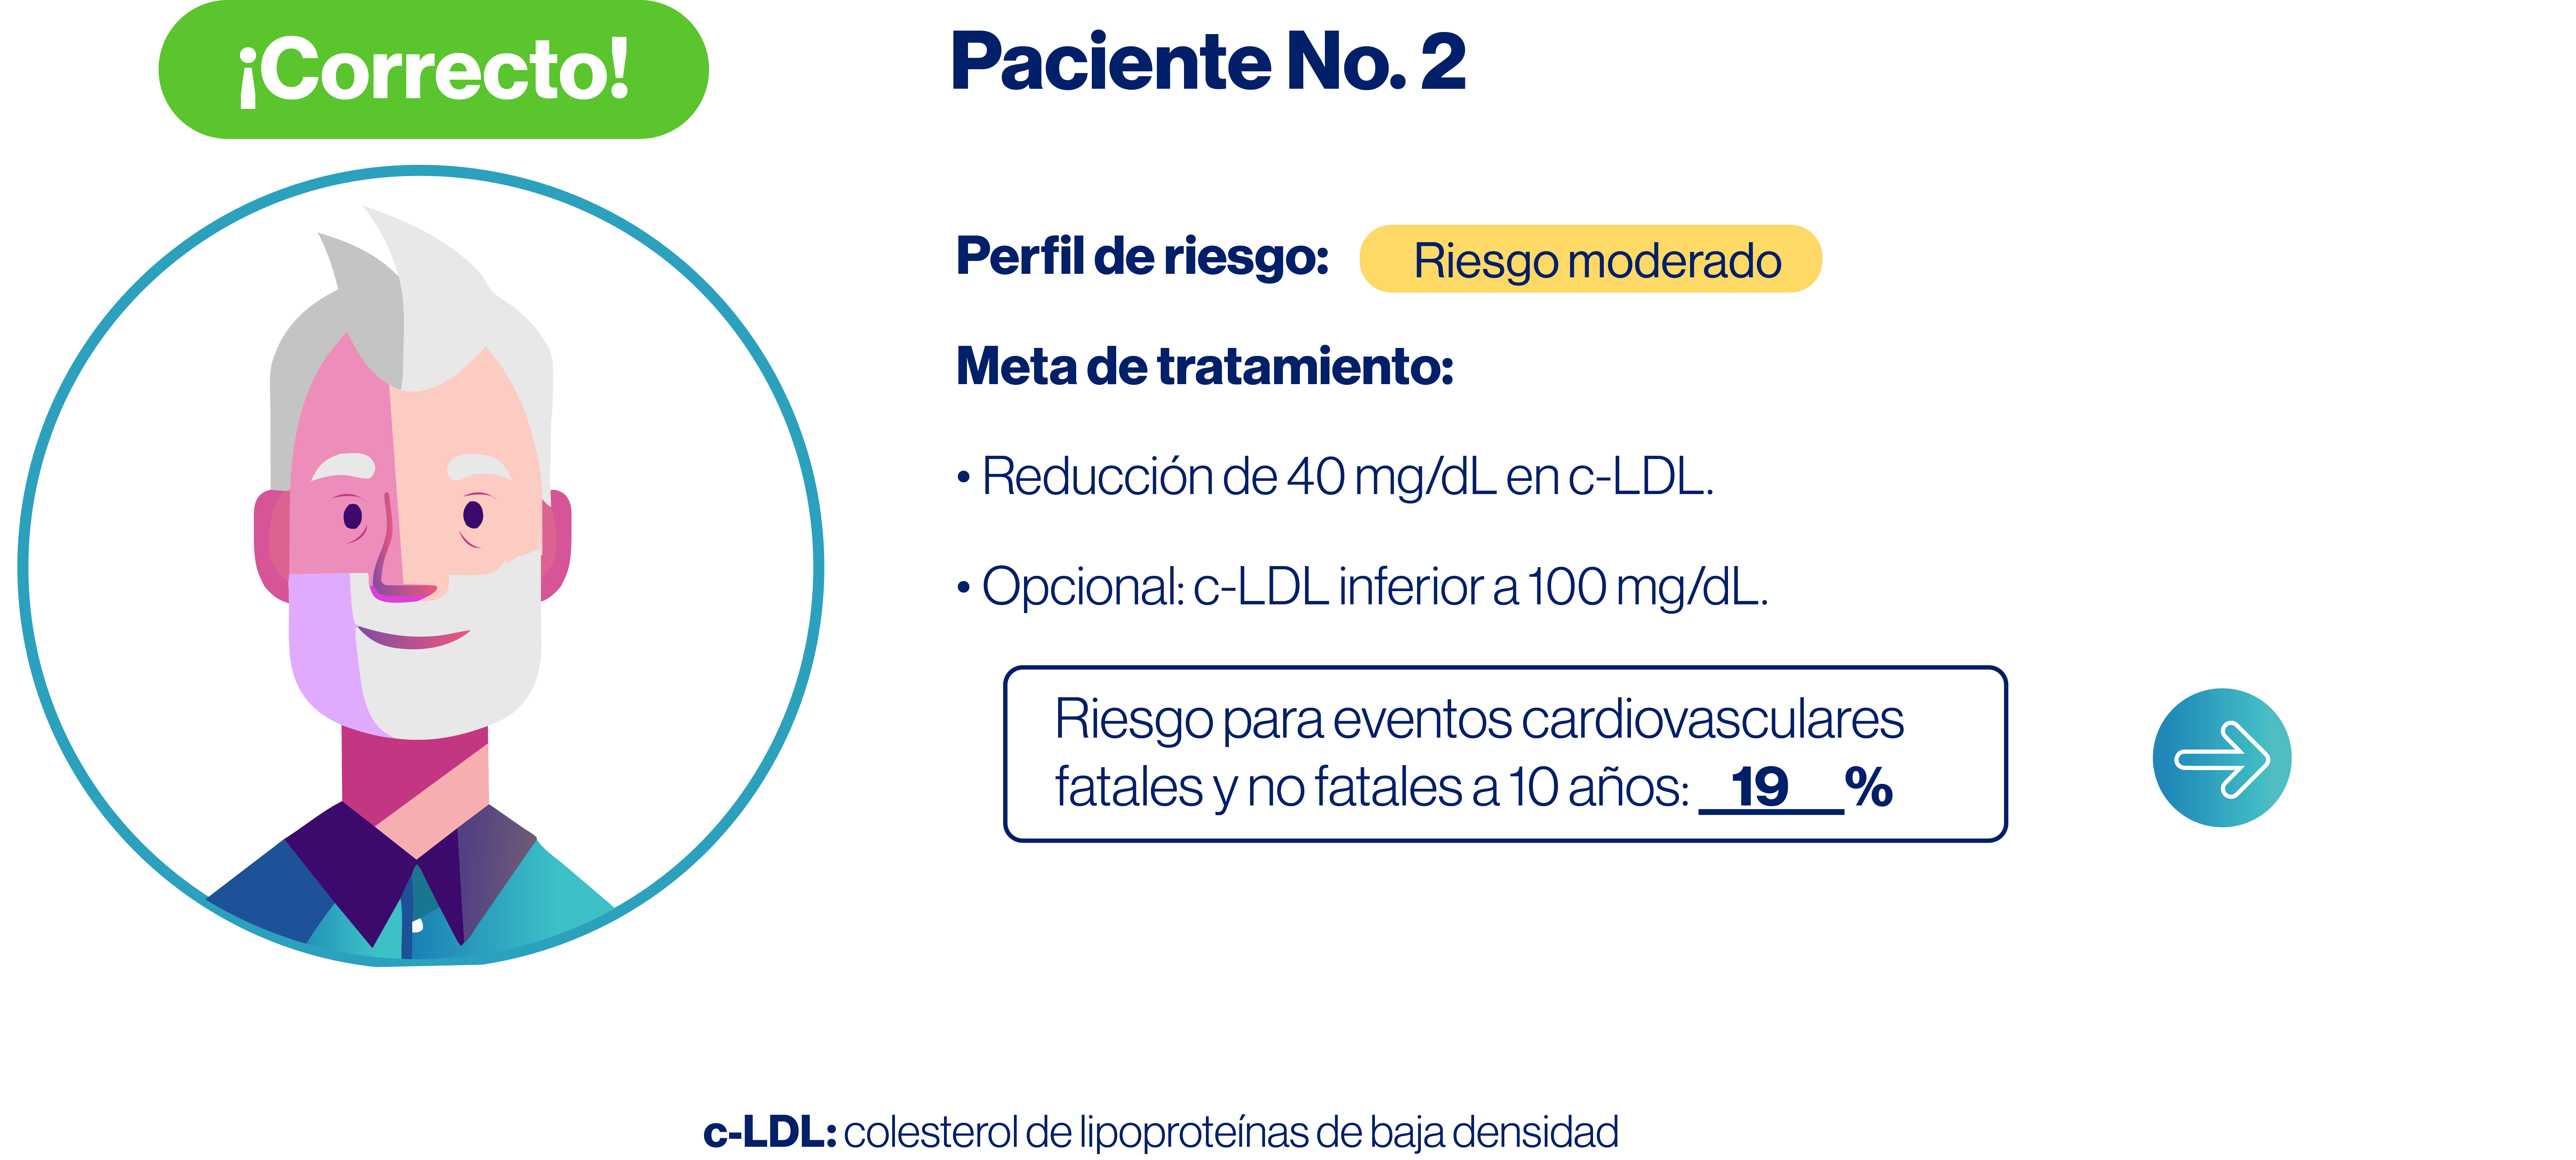 ¡Correcto!
Paciente No. 2
Perfil de riesgo: Riesgo moderado
Meta de tratamiento:
• Reducción de 40 mg/dL en c-LDL.
• Opcional: c-LDL inferior a 100 mg/dL.
Riesgo para eventos cardiovasculares
fatales y no fatales a 10 años: 19 %
c-LDL: colesterol de lipoproteínas de baja densidad